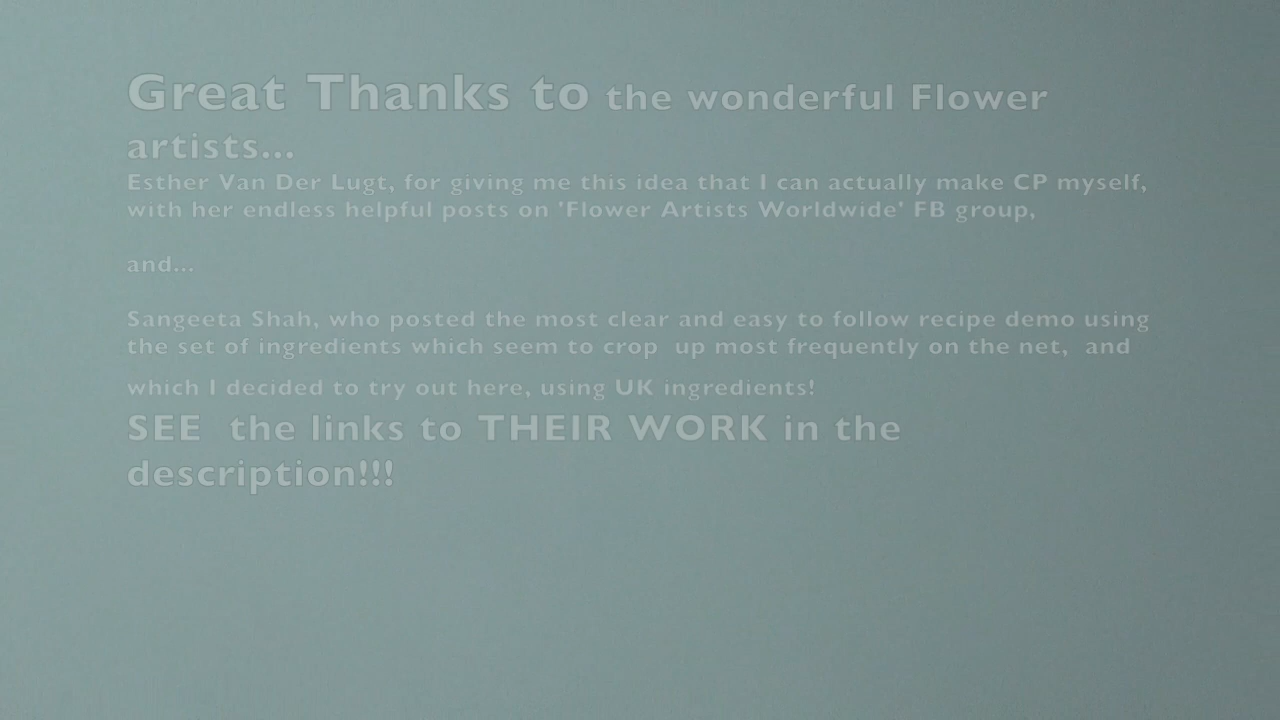 Great Thanks to the wonderful Flower
artists...
Esther Van Der Lugt, for giving me this idea that I can actually make CP myself,
with her endless helpful posts on 'Flower Artists Worldwide' FB group,
and...
Sangeeta Shah, who posted the most clear and easy to follow recipe demo using
the set of ingredients which seem to crop  up most frequently on the net,  and
which I decided to try out here, using UK ingredients!
SEE  the links to THEIR WORK in the
description!!!